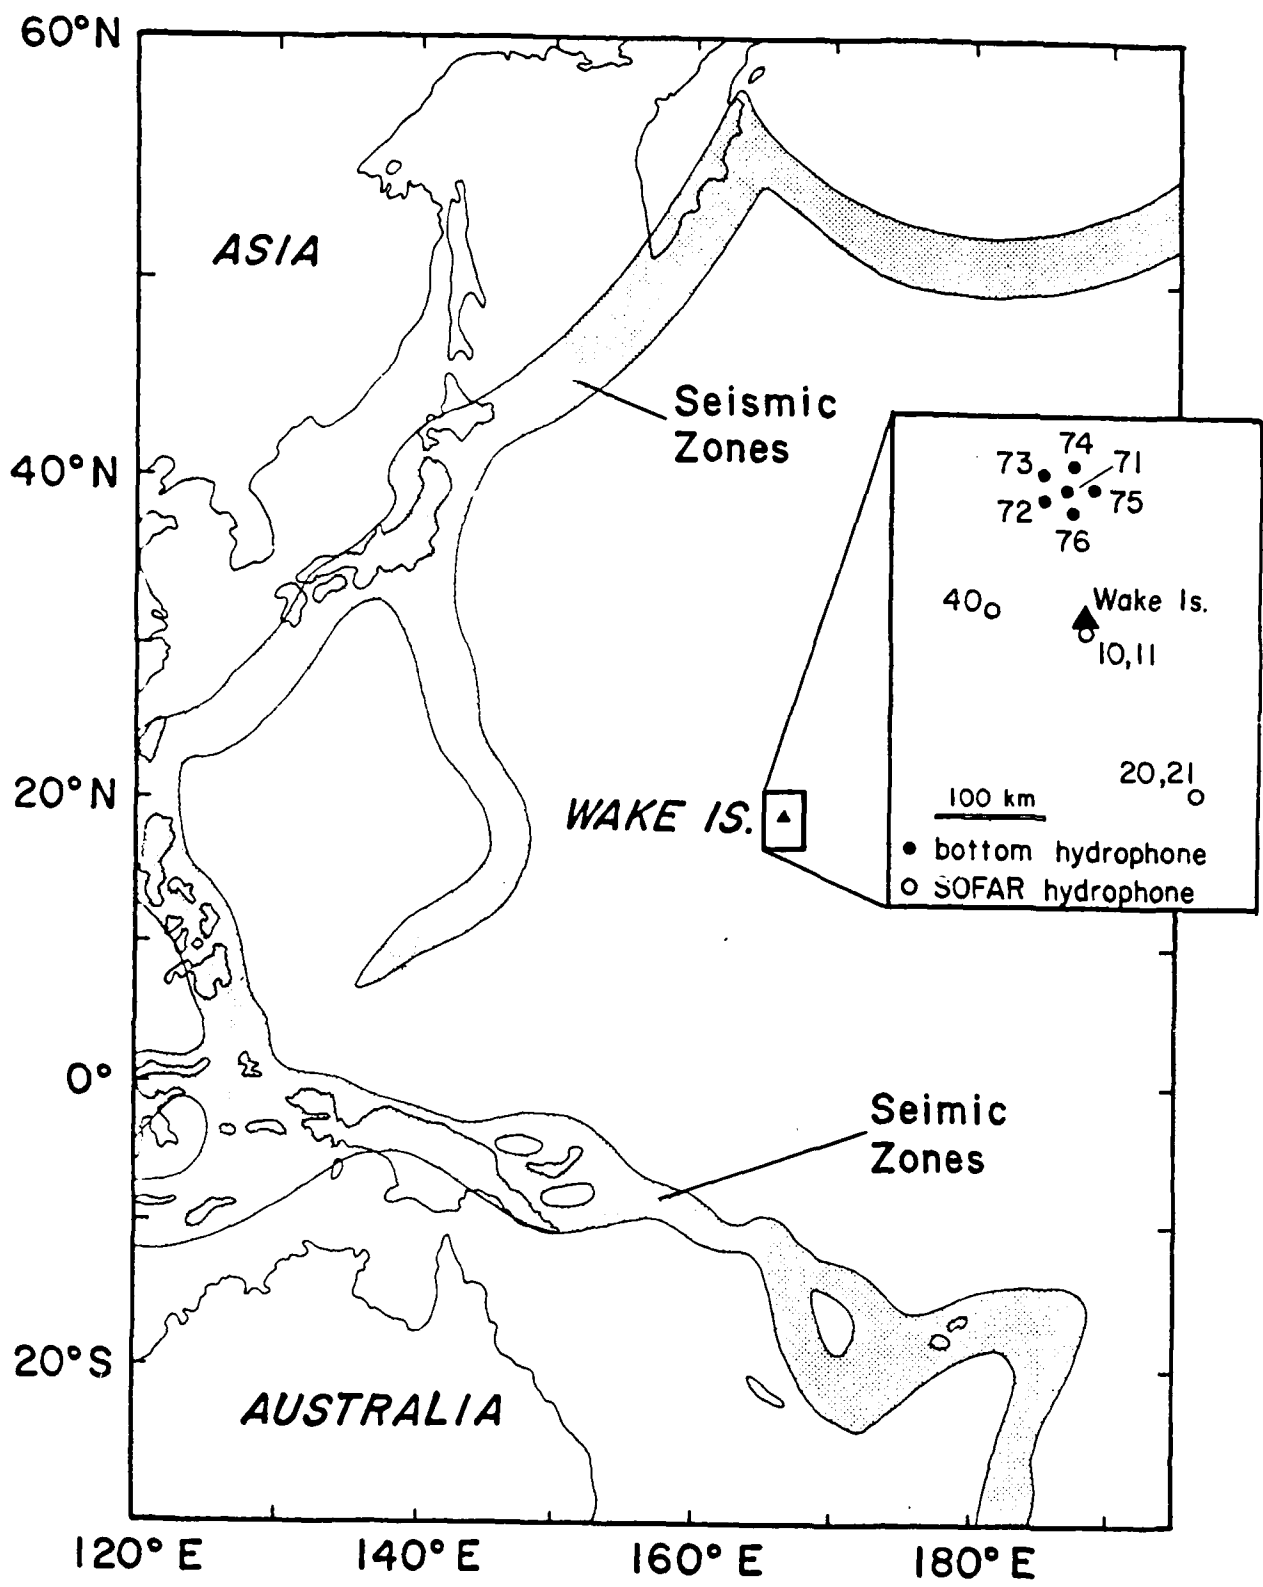 60°N
ASIA
Seismic
Zones
40°N
74
73
71
72
75
76
40
Wake Is.
10,11
20,21
100 km
bottom hydrophone
SOFAR hydrophone
20°N
WAKE IS.
0°
Seimic
Zones
20°S
AUSTRALIA
120°E
140°E
160°E
180°E